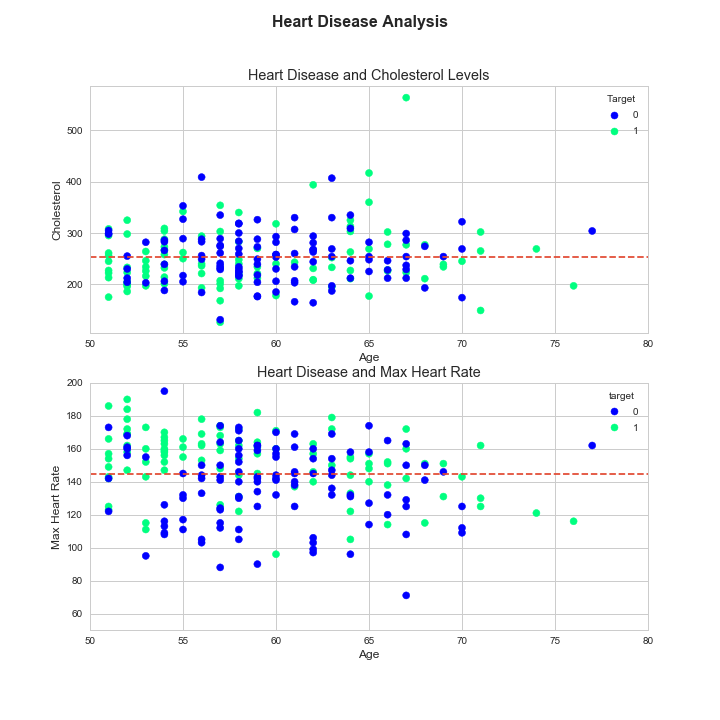 Heart Disease Analysis
Heart Disease and Cholesterol Levels
Target
0
1
500
400
300
200
Cholesterol
50 55 60 65 70 75 80
Age
Heart Disease and Max Heart Rate
target
0
1
200
180
160
140
120
100
80
60
Max Heart Rate
50 55 60 65 70 75 80
Age